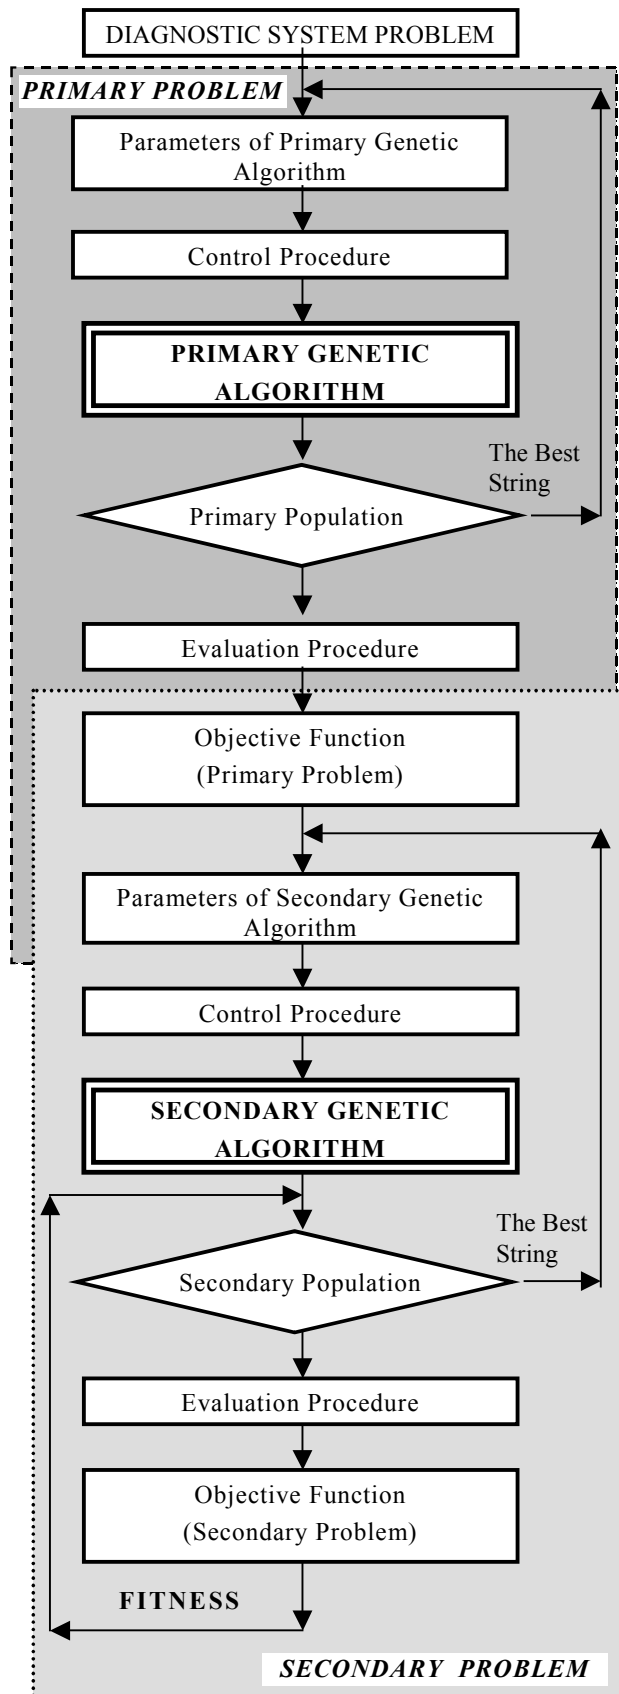 DIAGNOSTIC SYSTEM PROBLEM
PRIMARY PROBLEM
Parameters of Primary Genetic
Algorithm
Control Procedure
PRIMARY GENETIC
ALGORITHM
The Best
String
Primary Population
Evaluation Procedure
Objective Function
(Primary Problem)
Parameters of Secondary Genetic
Algorithm
Control Procedure
SECONDARY GENETIC
ALGORITHM
The Best
String
Secondary Population
Evaluation Procedure
Objective Function
(Secondary Problem)
FITNESS
SECONDARY PROBLEM